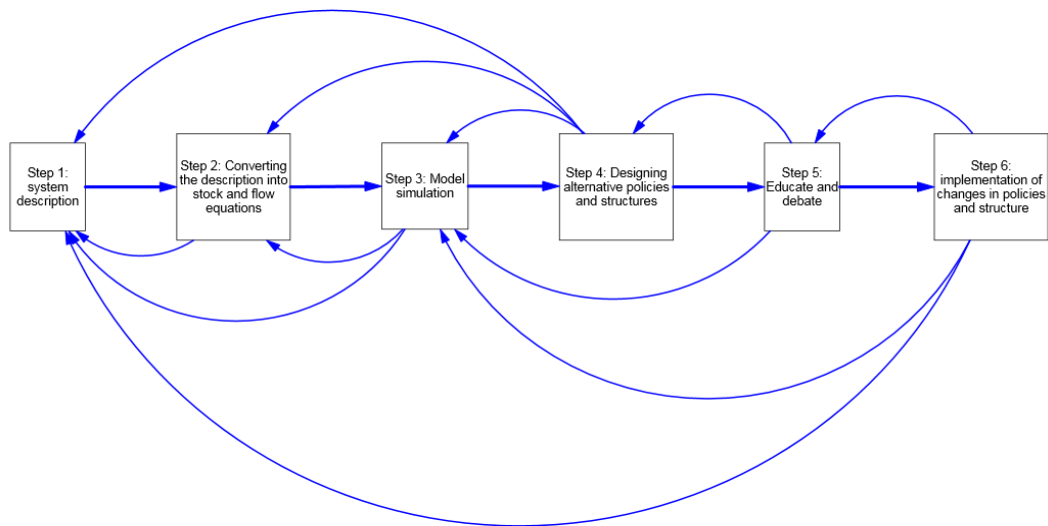 Step 1:
system
description
Step 2: Converting
the description into
stock and flow
equations
Step 3: Model
simulation
Step 4: Designing
alternative policies
and structures
Step 5:
Educate and
debate
Step 6:
implementation of
changes in policies
and structure